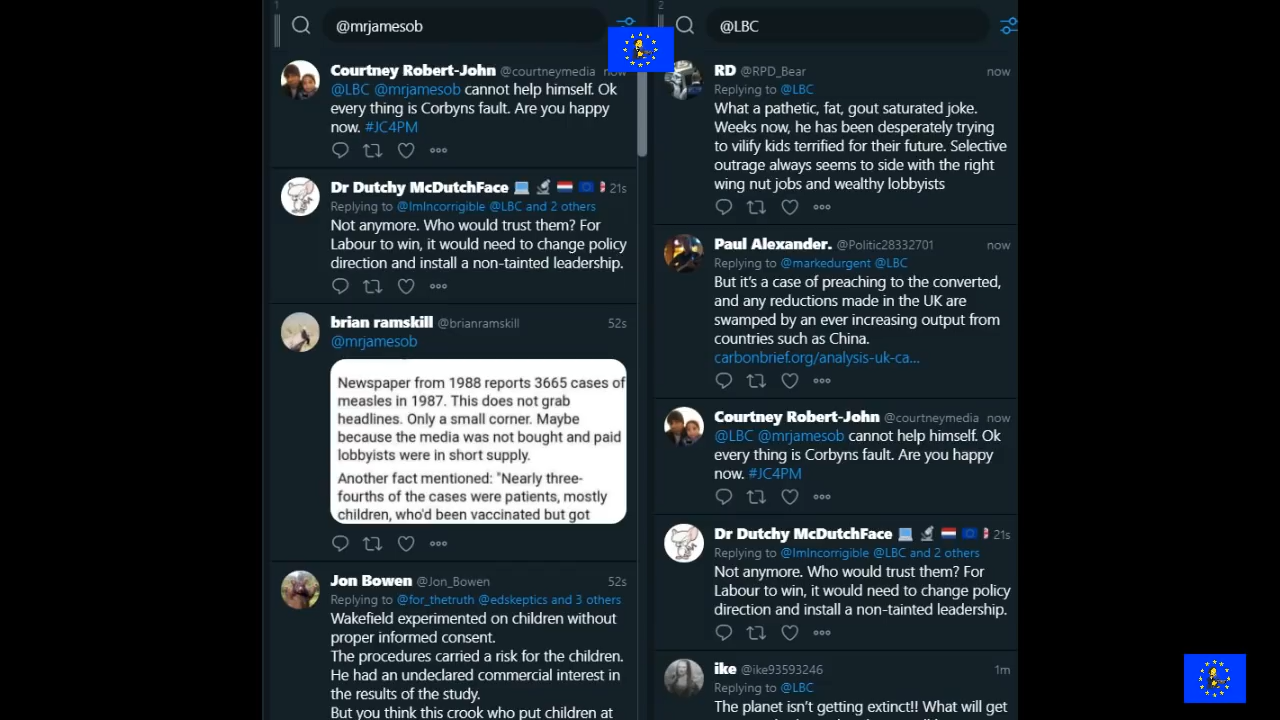 1
@mrjamesob
Courtney Robert-John @courtneymedia now
@LBC @mrjamesob cannot help himself. Ok
every thing is Corbyns fault. Are you happy
now. #JC4PM
Dr Dutchy McDutchFace 21s
Replying to @ImIncorrigible @LBC and 2 others
Not anymore. Who would trust them? For
Labour to win, it would need to change policy
direction and install a non-tainted leadership.
brian ramskill @brianramskill 52s
@mrjamesob
Newspaper from 1988 reports 3665 cases of
measles in 1987. This does not grab
headlines. Only a small corner. Maybe
because the media was not bought and paid
lobbyists were in short supply.
Another fact mentioned: "Nearly three-
fourths of the cases were patients, mostly
children, who'd been vaccinated but got
Jon Bowen @Jon_Bowen 52s
Replying to @for_thetruth @edskeptics and 3 others
Wakefield experimented on children without
proper informed consent.
The procedures carried a risk for the children.
He had an undeclared commercial interest in
the results of the study.
But you think this crook who put children at
2
@LBC
RD @RPD_Bear now
Replying to @LBC
What a pathetic, fat, gout saturated joke.
Weeks now, he has been desperately trying
to vilify kids terrified for their future. Selective
outrage always seems to side with the right
wing nut jobs and wealthy lobbyists
Paul Alexander. @Politic28332701 now
Replying to @markedurgent @LBC
But it's a case of preaching to the converted,
and any reductions made in the UK are
swamped by an ever increasing output from
countries such as China.
carbonbrief.org/analysis-uk-ca...
Courtney Robert-John @courtneymedia now
@LBC @mrjamesob cannot help himself. Ok
every thing is Corbyns fault. Are you happy
now. #JC4PM
Dr Dutchy McDutchFace 21s
Replying to @ImIncorrigible @LBC and 2 others
Not anymore. Who would trust them? For
Labour to win, it would need to change policy
direction and install a non-tainted leadership.
ike @ike93593246 1m
Replying to @LBC
The planet isn't getting extinct!! What will get